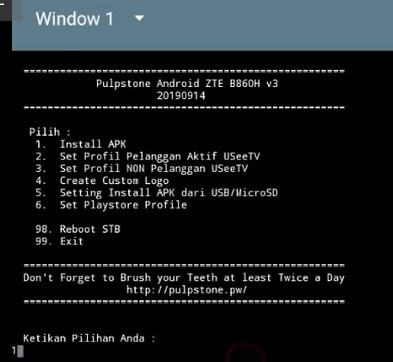 Window 1
==================================================
Pulpstone Android ZTE B860H v3
20190914
==================================================
Pilih :
1. Install APK
2. Set Profil Pelanggan Aktif USeeTV
3. Set Profil NON Pelanggan USeeTV
4. Create Custom Logo
5. Setting Install APK dari USB/MicroSD
6. Set Playstore Profile
98. Reboot STB
99. Exit
==================================================
Don't Forget to Brush your Teeth at least Twice a Day
http://pulpstone.pw/
==================================================
Ketikan Pilihan Anda :
1